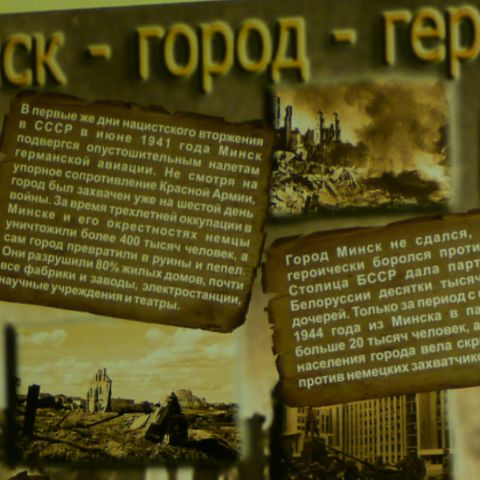 ск - город - гер
В первые же дни нацистского вторжения
в СССР в июне 1941 года Минск
подвергся опустошительным налетам
германской авиации. Не смотря на
упорное сопротивление Красной Армии,
город был захвачен уже на шестой день
войны. За время трехлетней оккупации в
Минске и его окрестностях немцы
уничтожили более 400 тысяч человек, а
сам город превратили в руины и пепел.
Они разрушили 80% жилых домов, почти
все фабрики и заводы, электростанции,
научные учреждения и театры.
Город Минск не сдался,
героически боролся проти
Столица БССР дала парт
Белоруссии десятки тысяч
дочерей. Только за период с
1944 года из Минска в па
больше 20 тысяч человек, а
населения города вела скр
против немецких захватчико